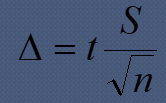 Δ = t S/√n